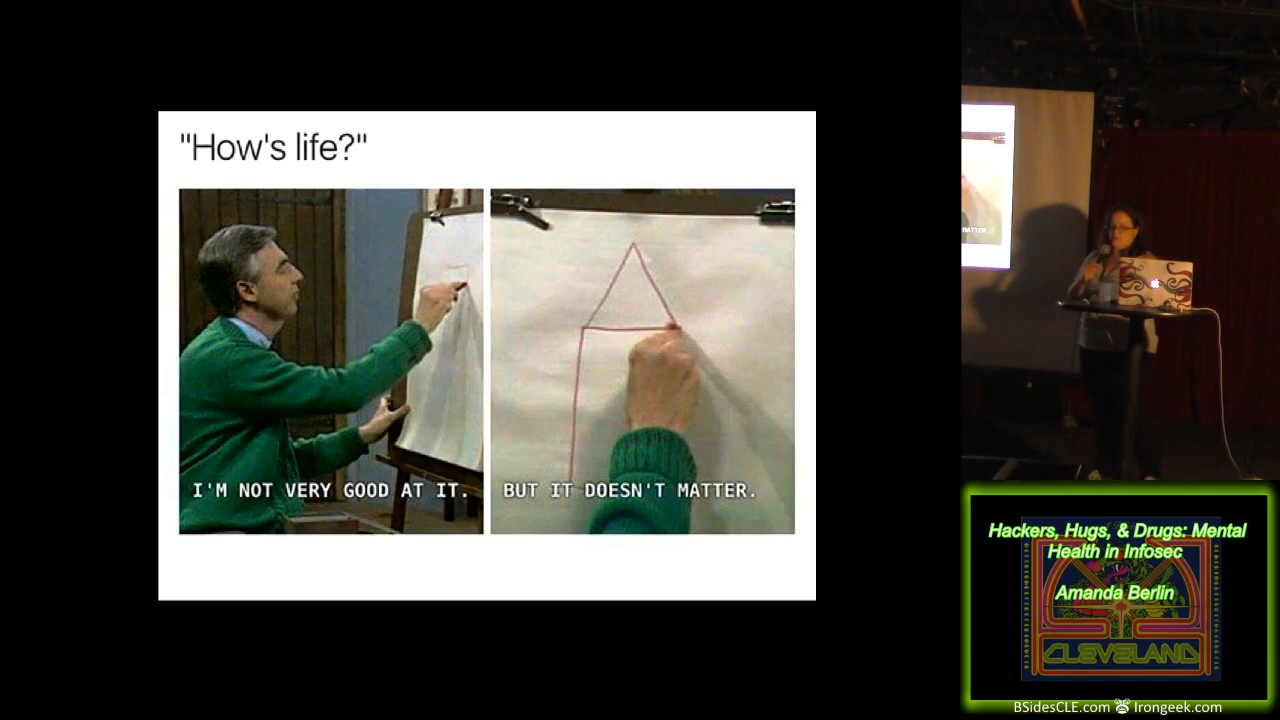 "How's life?"
I'M NOT VERY GOOD AT IT.
BUT IT DOESN'T MATTER.
MATTER.
Hackers, Hugs, & Drugs: Mental
Health in Infosec
Amanda Berlin
CLEVELAND
BSidesCLE.com Irongeek.com